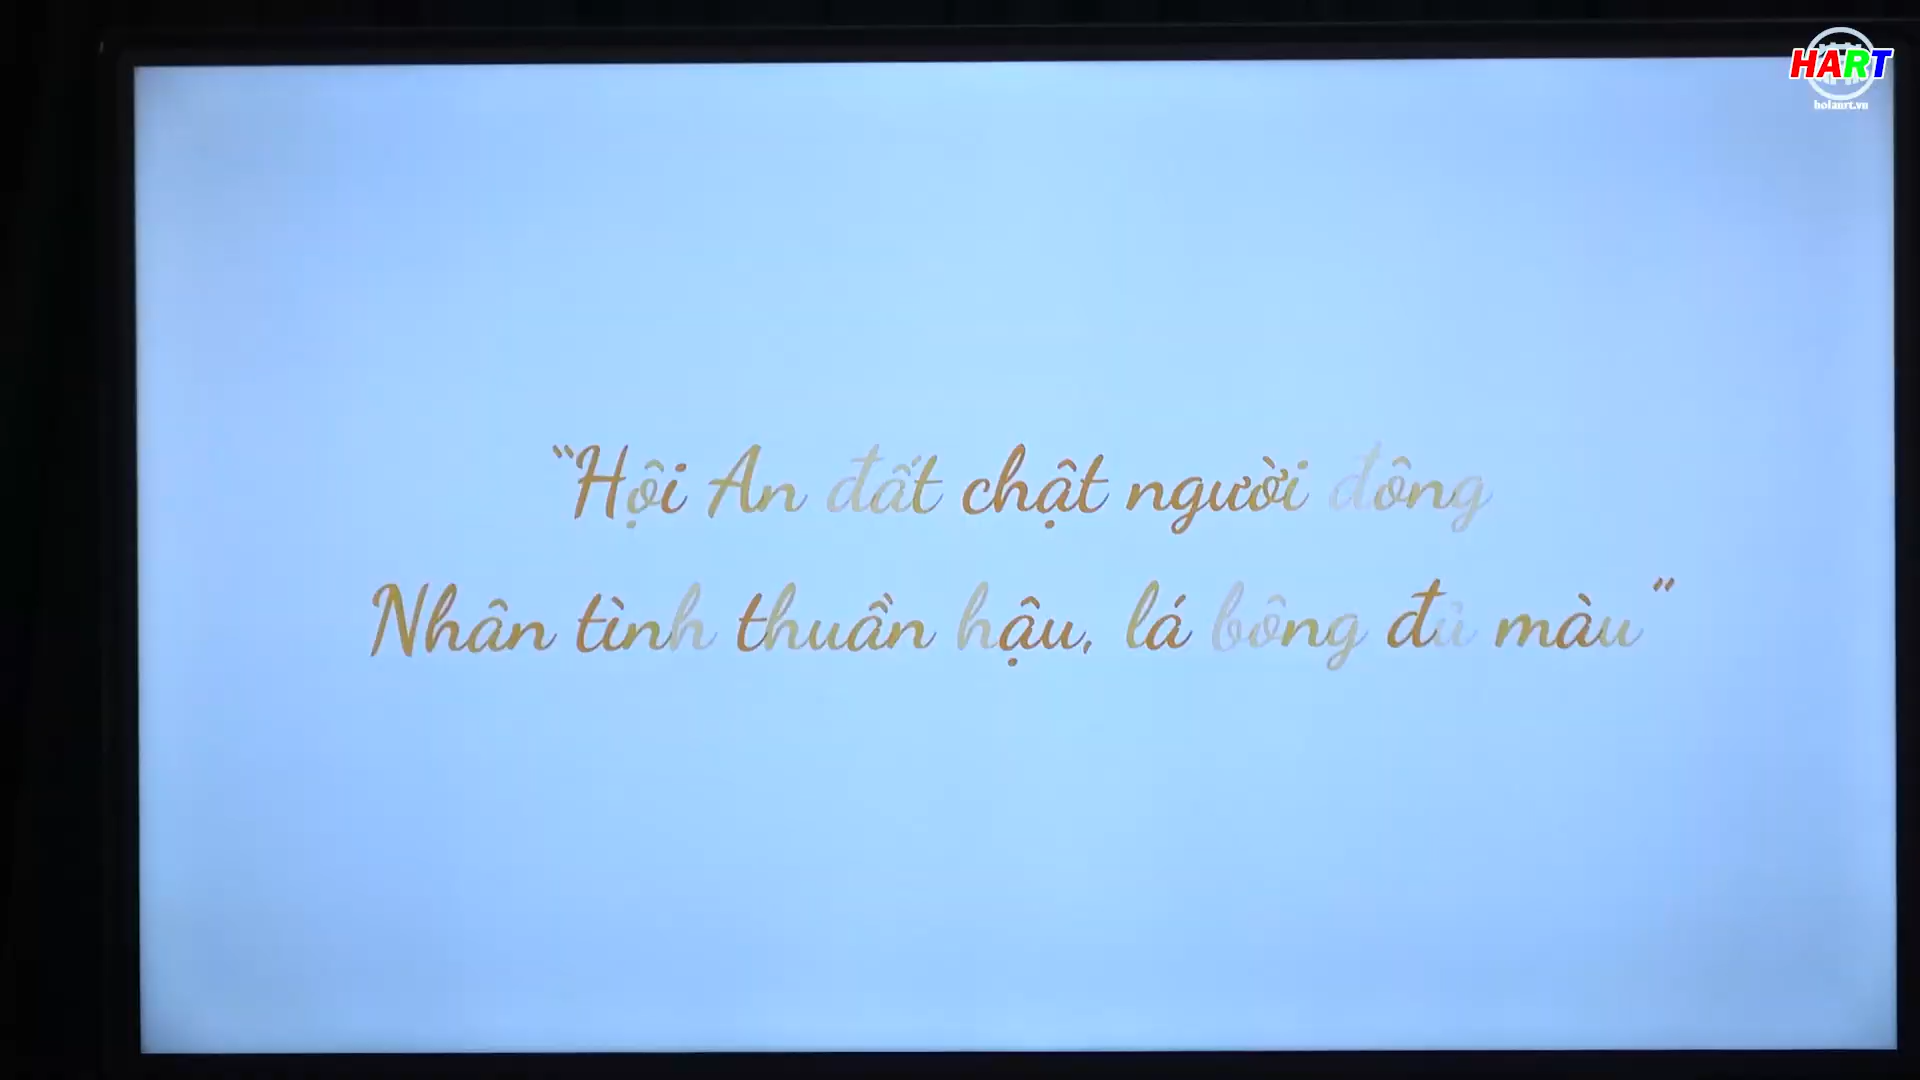 HART
hoianrt.vn
“Hội An đất chật người đông
Nhân tình thuần hậu, lá bông đủ màu”